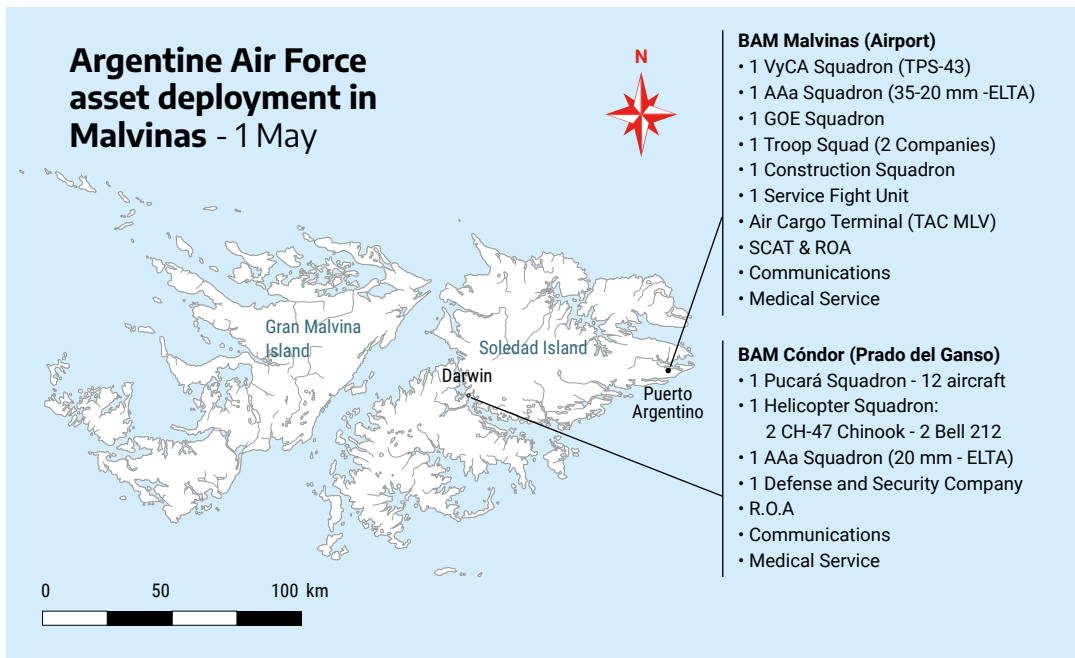 Argentine Air Force
asset deployment in
Malvinas - 1 May
N
BAM Malvinas (Airport)
• 1 VyCA Squadron (TPS-43)
• 1 AAa Squadron (35-20 mm -ELTA)
• 1 GOE Squadron
• 1 Troop Squad (2 Companies)
• 1 Construction Squadron
• 1 Service Fight Unit
• Air Cargo Terminal (TAC MLV)
• SCAT & ROA
• Communications
• Medical Service
Gran Malvina
Island
Soledad Island
Darwin
Puerto
Argentino
BAM Cóndor (Prado del Ganso)
• 1 Pucará Squadron - 12 aircraft
• 1 Helicopter Squadron:
2 CH-47 Chinook - 2 Bell 212
• 1 AAa Squadron (20 mm - ELTA)
• 1 Defense and Security Company
• R.O.A
• Communications
• Medical Service
0 50 100 km